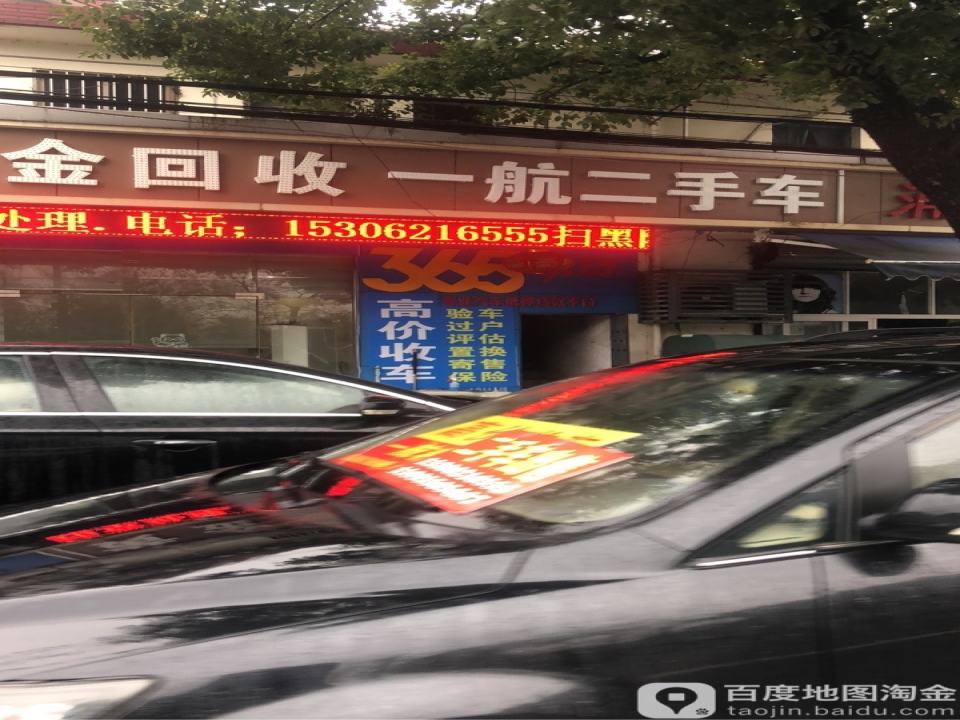 金回收 一航二手车
处理.电话；15306216555扫黑
365
高价收车
验车
过户
评估
置换
寄售
保险
百度地图淘金
taojin.baidu.com